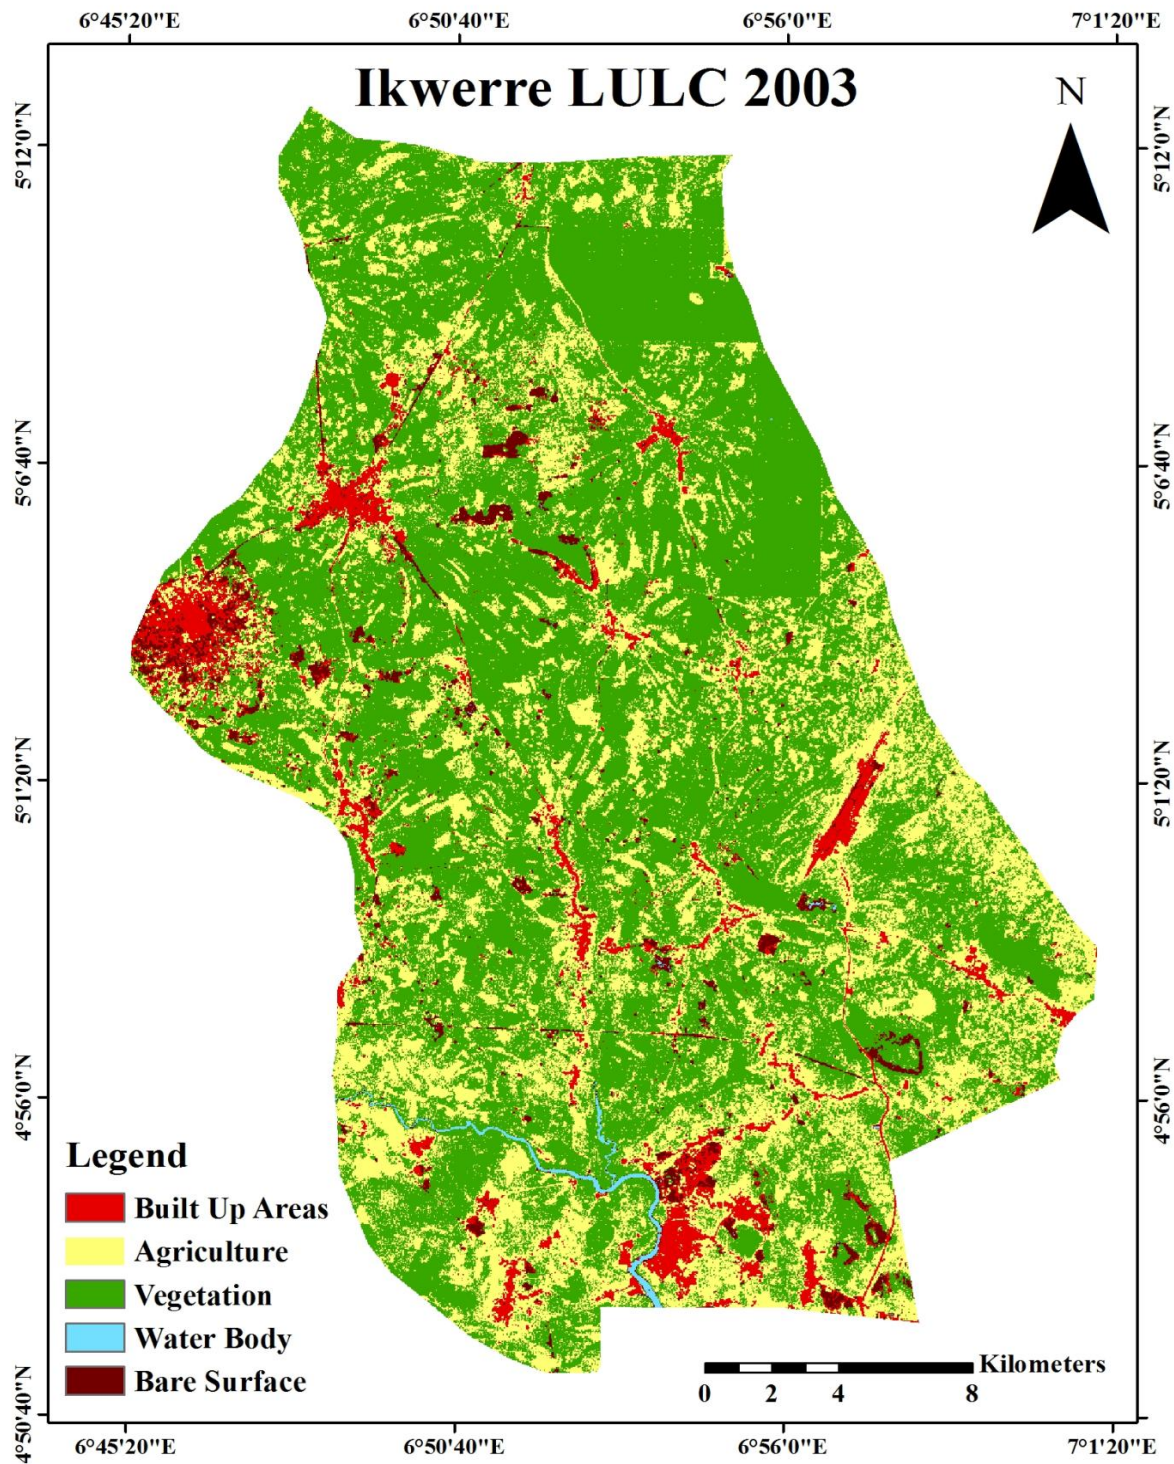 6°45'20"E 6°50'40"E 6°56'0"E 7°1'20"E
Ikwerre LULC 2003
N
5°12'0"N 5°12'0"N
5°6'40"N 5°6'40"N
5°1'20"N 5°1'20"N
4°56'0"N 4°56'0"N
Legend
Built Up Areas
Agriculture
Vegetation
Water Body
Bare Surface
Kilometers
0 2 4 8
4°50'40"N
6°45'20"E 6°50'40"E 6°56'0"E 7°1'20"E